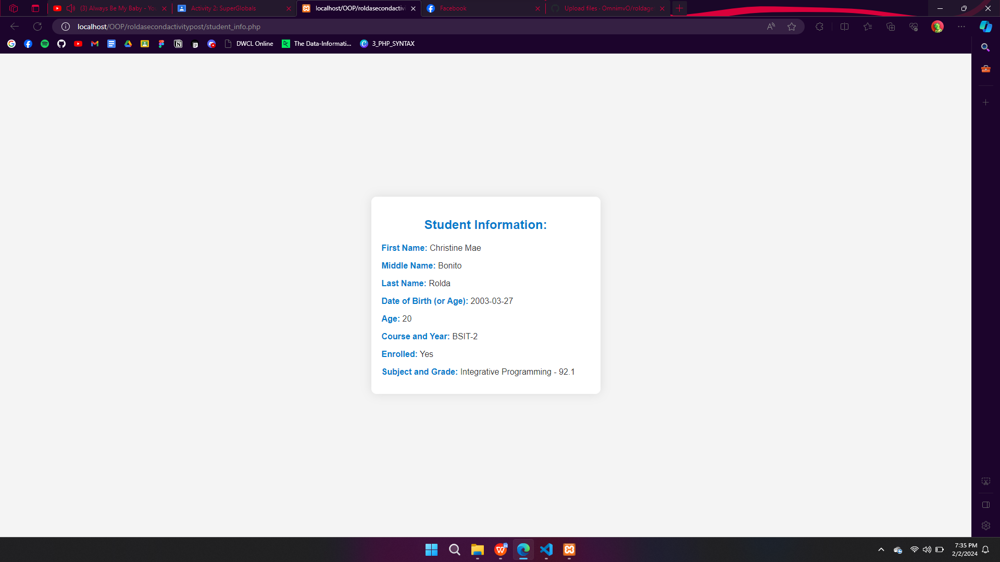 (3) Always Be My Baby - Yo
Activity 2: SuperGlobals
localhost/OOP/roldasecondactivi
Facebook
Upload files · OmnimvO/roldage
localhost/OOP/roldasecondactivitypost/student_info.php
DWCL Online
The Data-Informati...
3_PHP_SYNTAX
Student Information:
First Name: Christine Mae
Middle Name: Bonito
Last Name: Rolda
Date of Birth (or Age): 2003-03-27
Age: 20
Course and Year: BSIT-2
Enrolled: Yes
Subject and Grade: Integrative Programming - 92.1
7:35 PM
2/2/2024